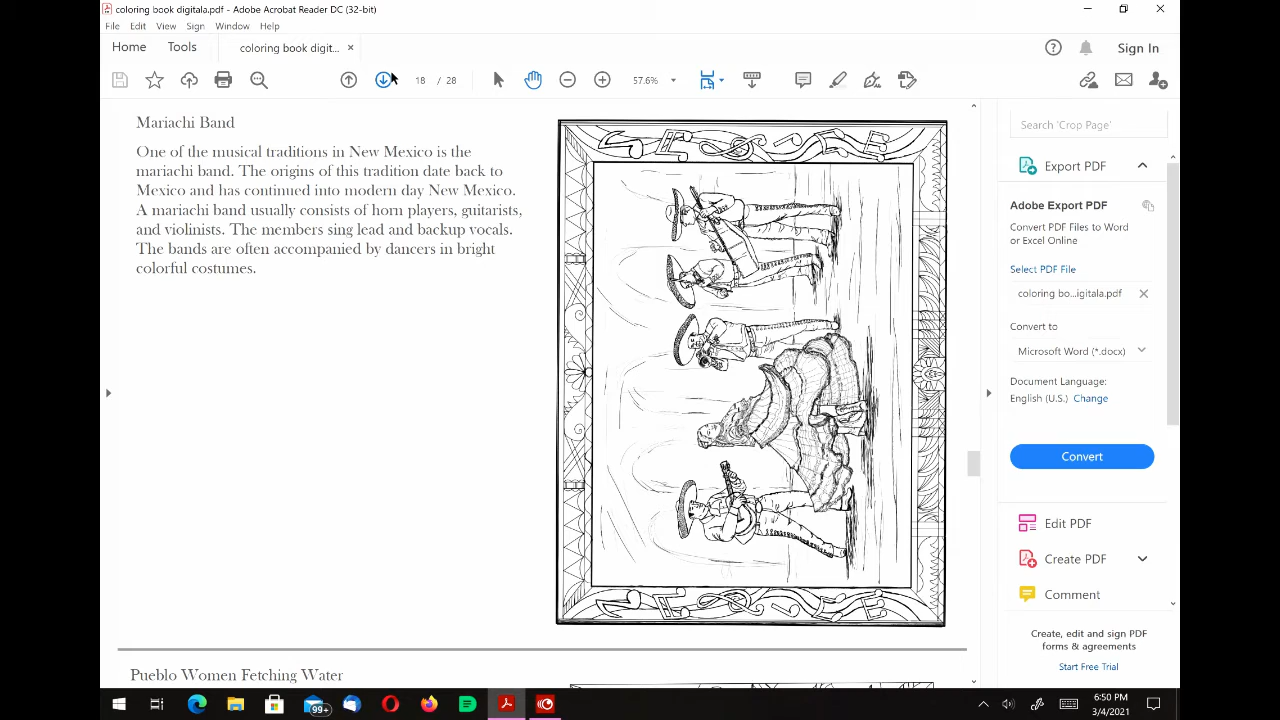 coloring book digitala.pdf - Adobe Acrobat Reader DC (32-bit)
File Edit View Sign Window Help
Home Tools coloring book digit... × Sign In
18 / 28 57.6%
Mariachi Band
One of the musical traditions in New Mexico is the
mariachi band. The origins of this tradition date back to
Mexico and has continued into modern day New Mexico.
A mariachi band usually consists of horn players, guitarists,
and violinists. The members sing lead and backup vocals.
The bands are often accompanied by dancers in bright
colorful costumes.
Pueblo Women Fetching Water
Search 'Crop Page'
Export PDF
Adobe Export PDF
Convert PDF Files to Word
or Excel Online
Select PDF File
coloring bo...igitala.pdf
Convert to
Microsoft Word (*.docx)
Document Language:
English (U.S.) Change
Convert
Edit PDF
Create PDF
Comment
Create, edit and sign PDF
forms & agreements
Start Free Trial
99+
6:50 PM
3/4/2021